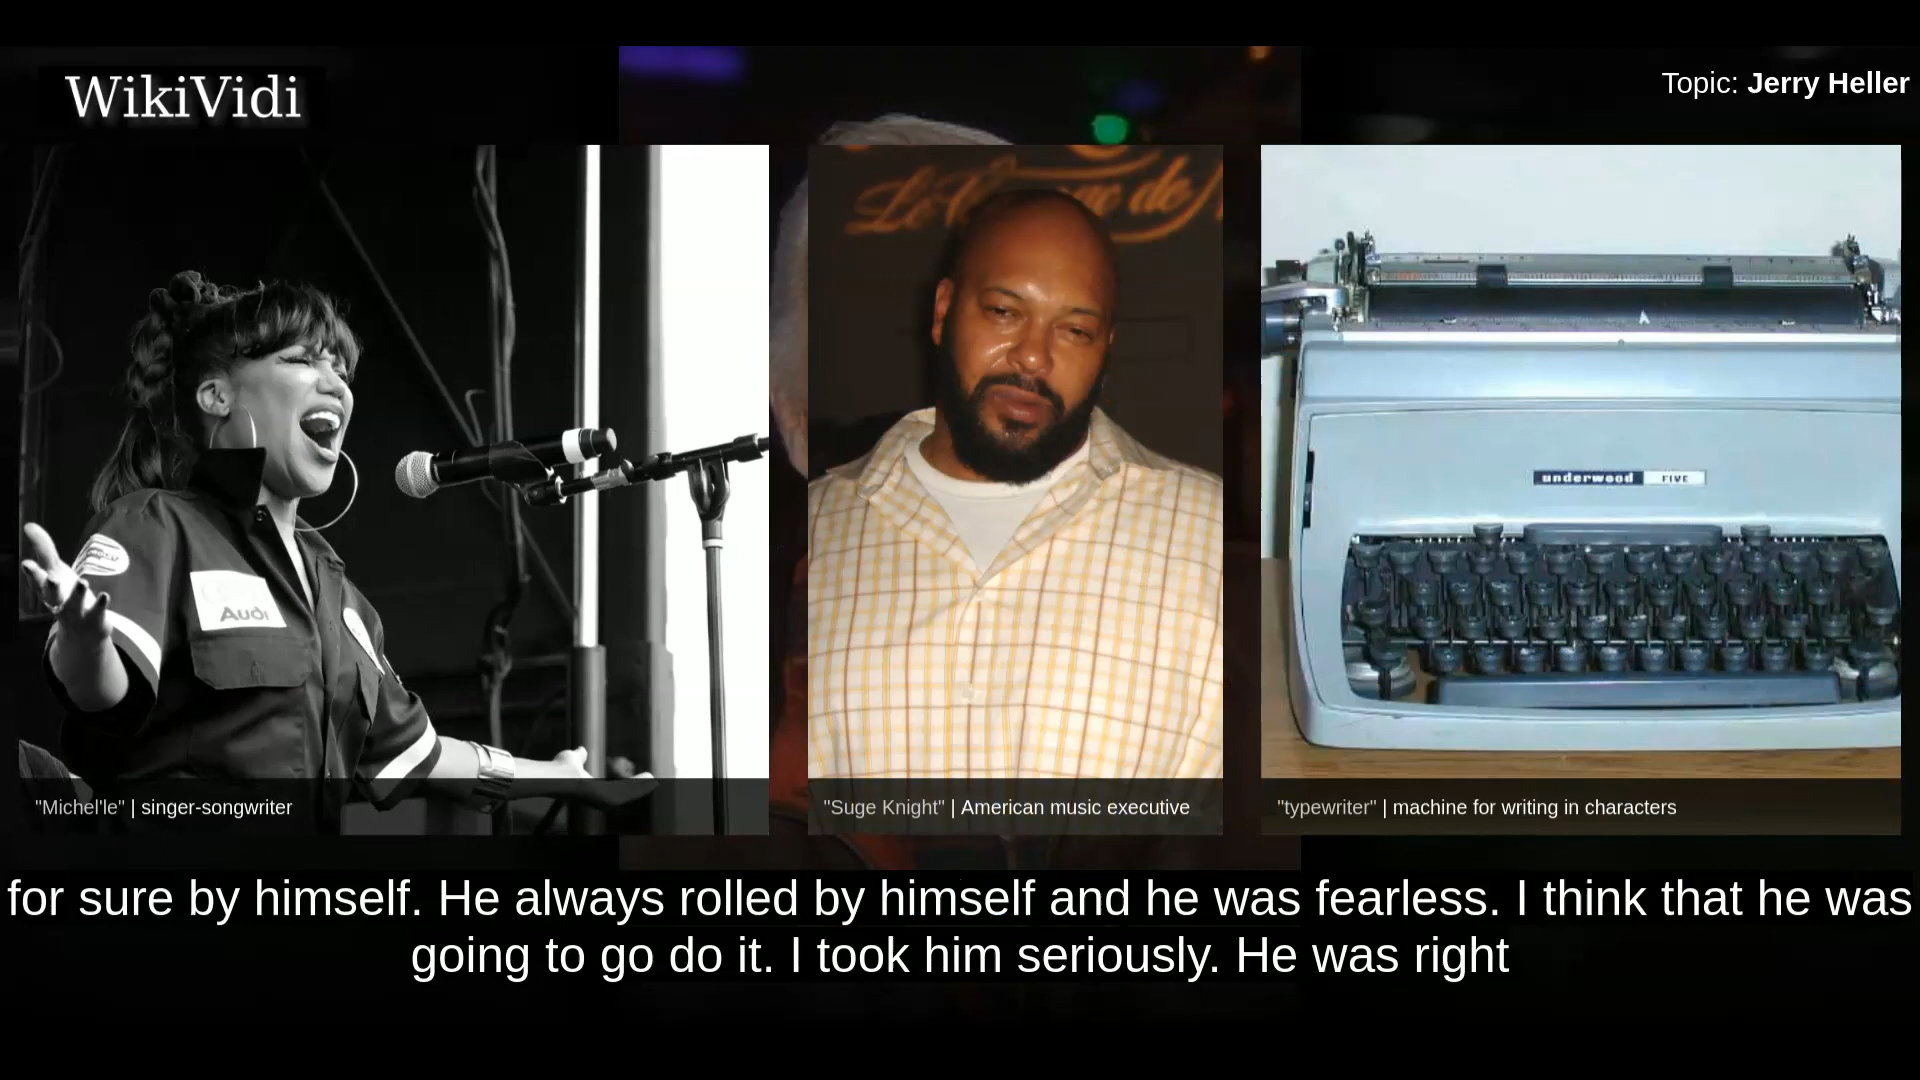 WikiVidi
Topic: Jerry Heller
Audi
underwood FIVE
"Michel'le" | singer-songwriter
"Suge Knight" | American music executive
"typewriter" | machine for writing in characters
for sure by himself. He always rolled by himself and he was fearless. I think that he was
going to go do it. I took him seriously. He was right